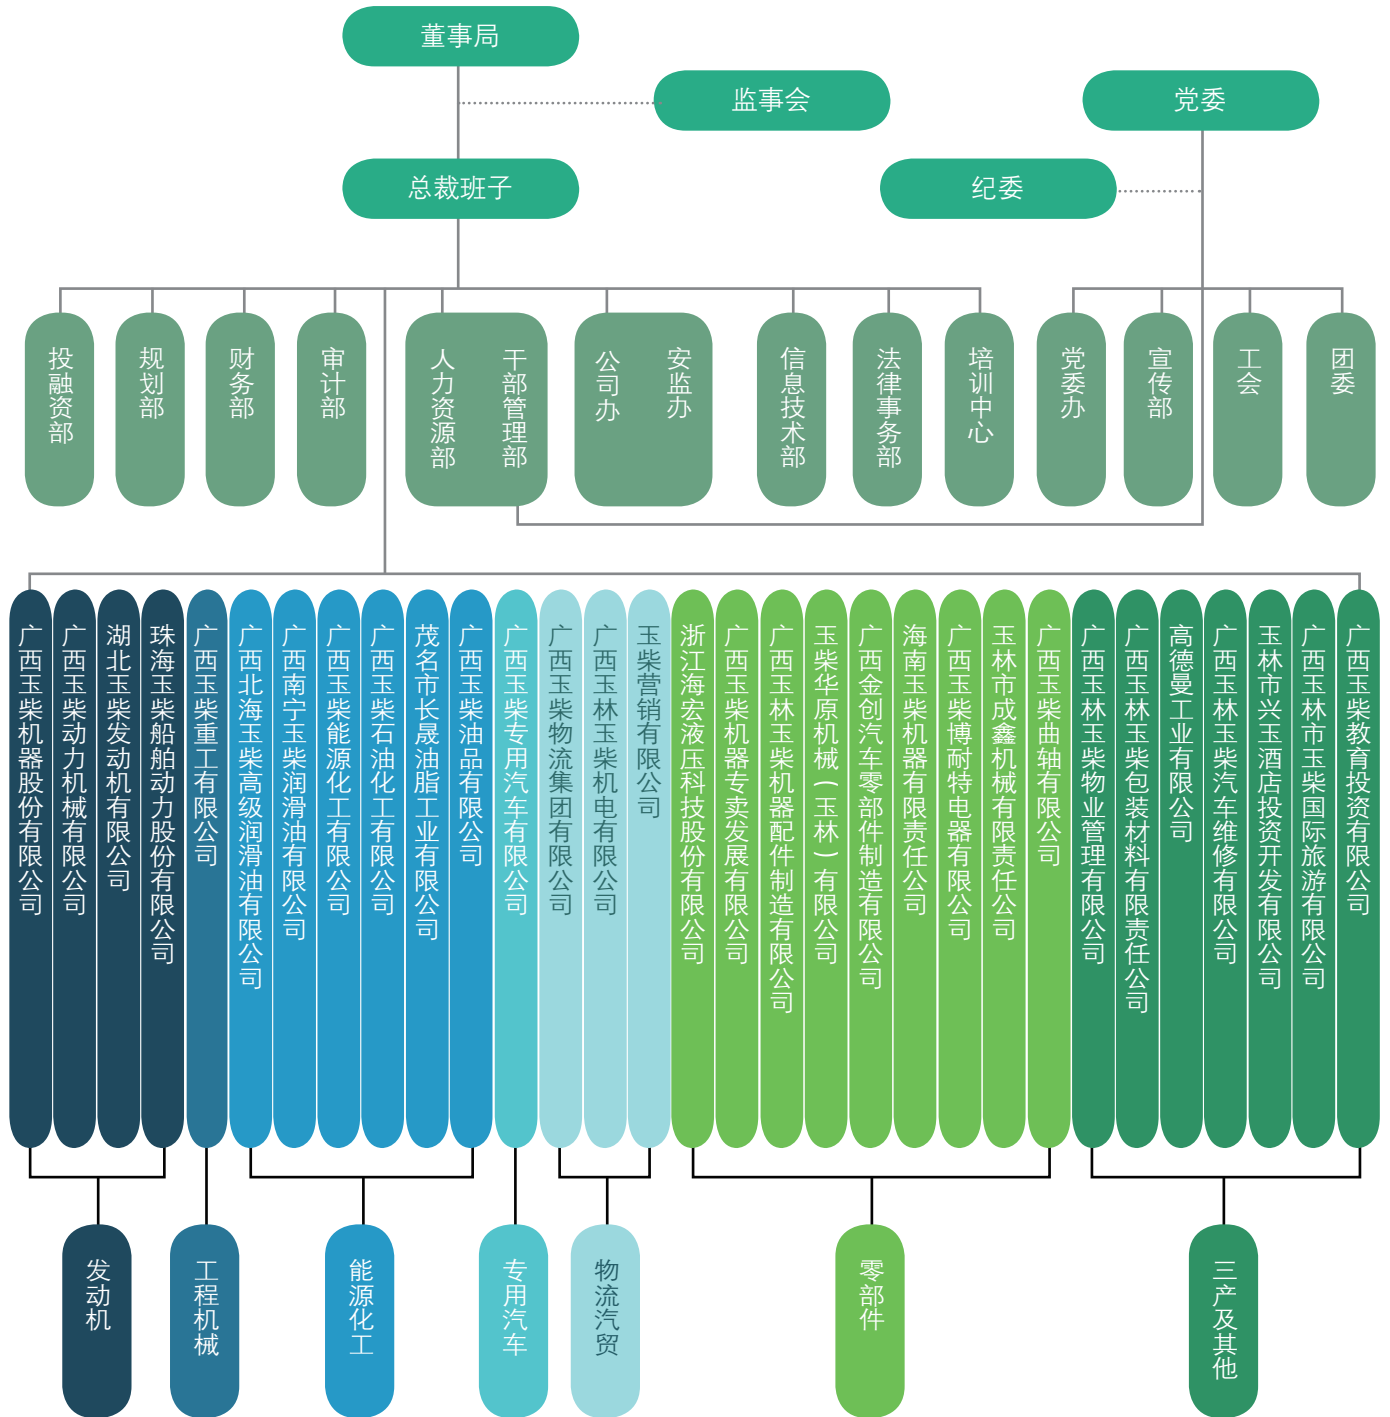 董事局
监事会
党委
总裁班子
纪委
投融资部
规划部
财务部
审计部
人力资源部
干部管理部
公司办
安监办
信息技术部
法律事务部
培训中心
党委办
宣传部
工会
团委
广西玉柴机器股份有限公司
广西玉柴动力机械有限公司
湖北玉柴发动机有限公司
珠海玉柴船舶动力股份有限公司
广西玉柴重工有限公司
广西北海玉柴高级润滑油有限公司
广西南宁玉柴润滑油有限公司
广西玉柴能源化工有限公司
广西玉柴石油化工有限公司
茂名市长晟油脂工业有限公司
广西玉柴油品有限公司
广西玉柴专用汽车有限公司
广西玉柴物流集团有限公司
广西玉林玉柴机电有限公司
玉柴营销有限公司
浙江海宏液压科技股份有限公司
广西玉柴机器专卖发展有限公司
广西玉林玉柴机器配件制造有限公司
玉柴华原机械(玉林)有限公司
广西金创汽车零部件制造有限公司
海南玉柴机器有限责任公司
广西玉柴博耐特电器有限公司
玉林市成鑫机械有限责任公司
广西玉柴曲轴有限公司
广西玉林玉柴物业管理有限公司
广西玉林玉柴包装材料有限责任公司
高德曼工业有限公司
广西玉林玉柴汽车维修有限公司
玉林市兴玉酒店投资开发有限公司
广西玉林市玉柴国际旅游有限公司
广西玉柴教育投资有限公司
发动机
工程机械
能源化工
专用汽车
物流汽贸
零部件
三产及其他